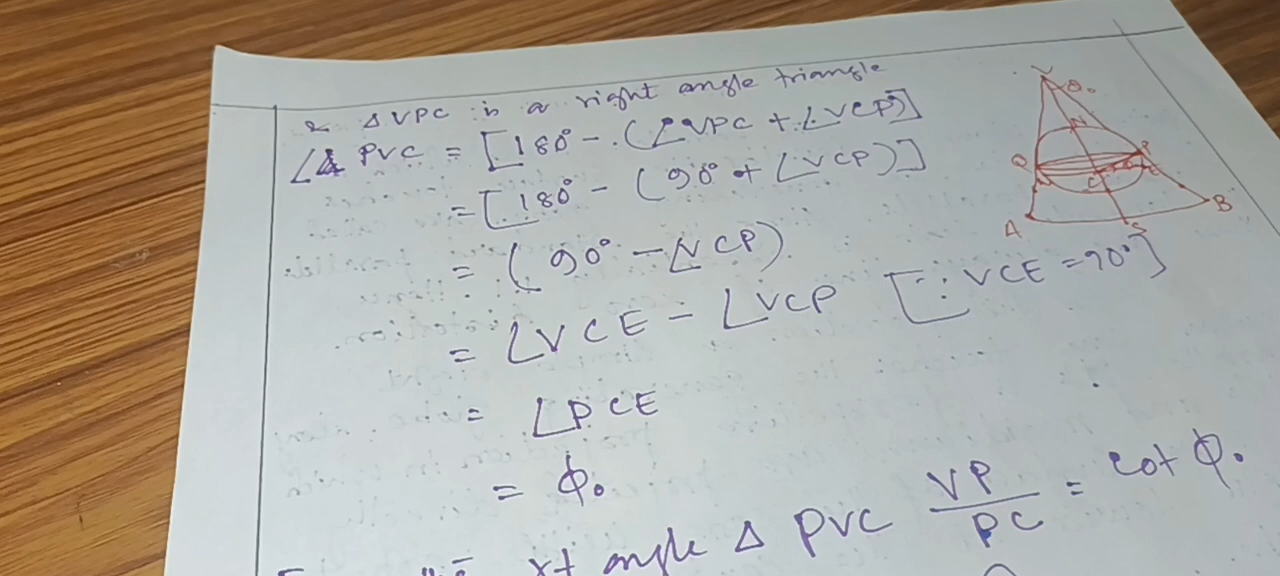 & Δ VPC is a right angle triangle
∠ PVC = [180° - (∠VPC + ∠VCP)]
= [180° - (90° + ∠VCP)]
= (90° - ∠VCP)
= ∠VCE - ∠VCP [∵ VCE = 90°]
= ∠PCE
= ϕ₀
rt angle Δ PVC VP/PC = cot ϕ₀
V
N
P
C
A
S
B